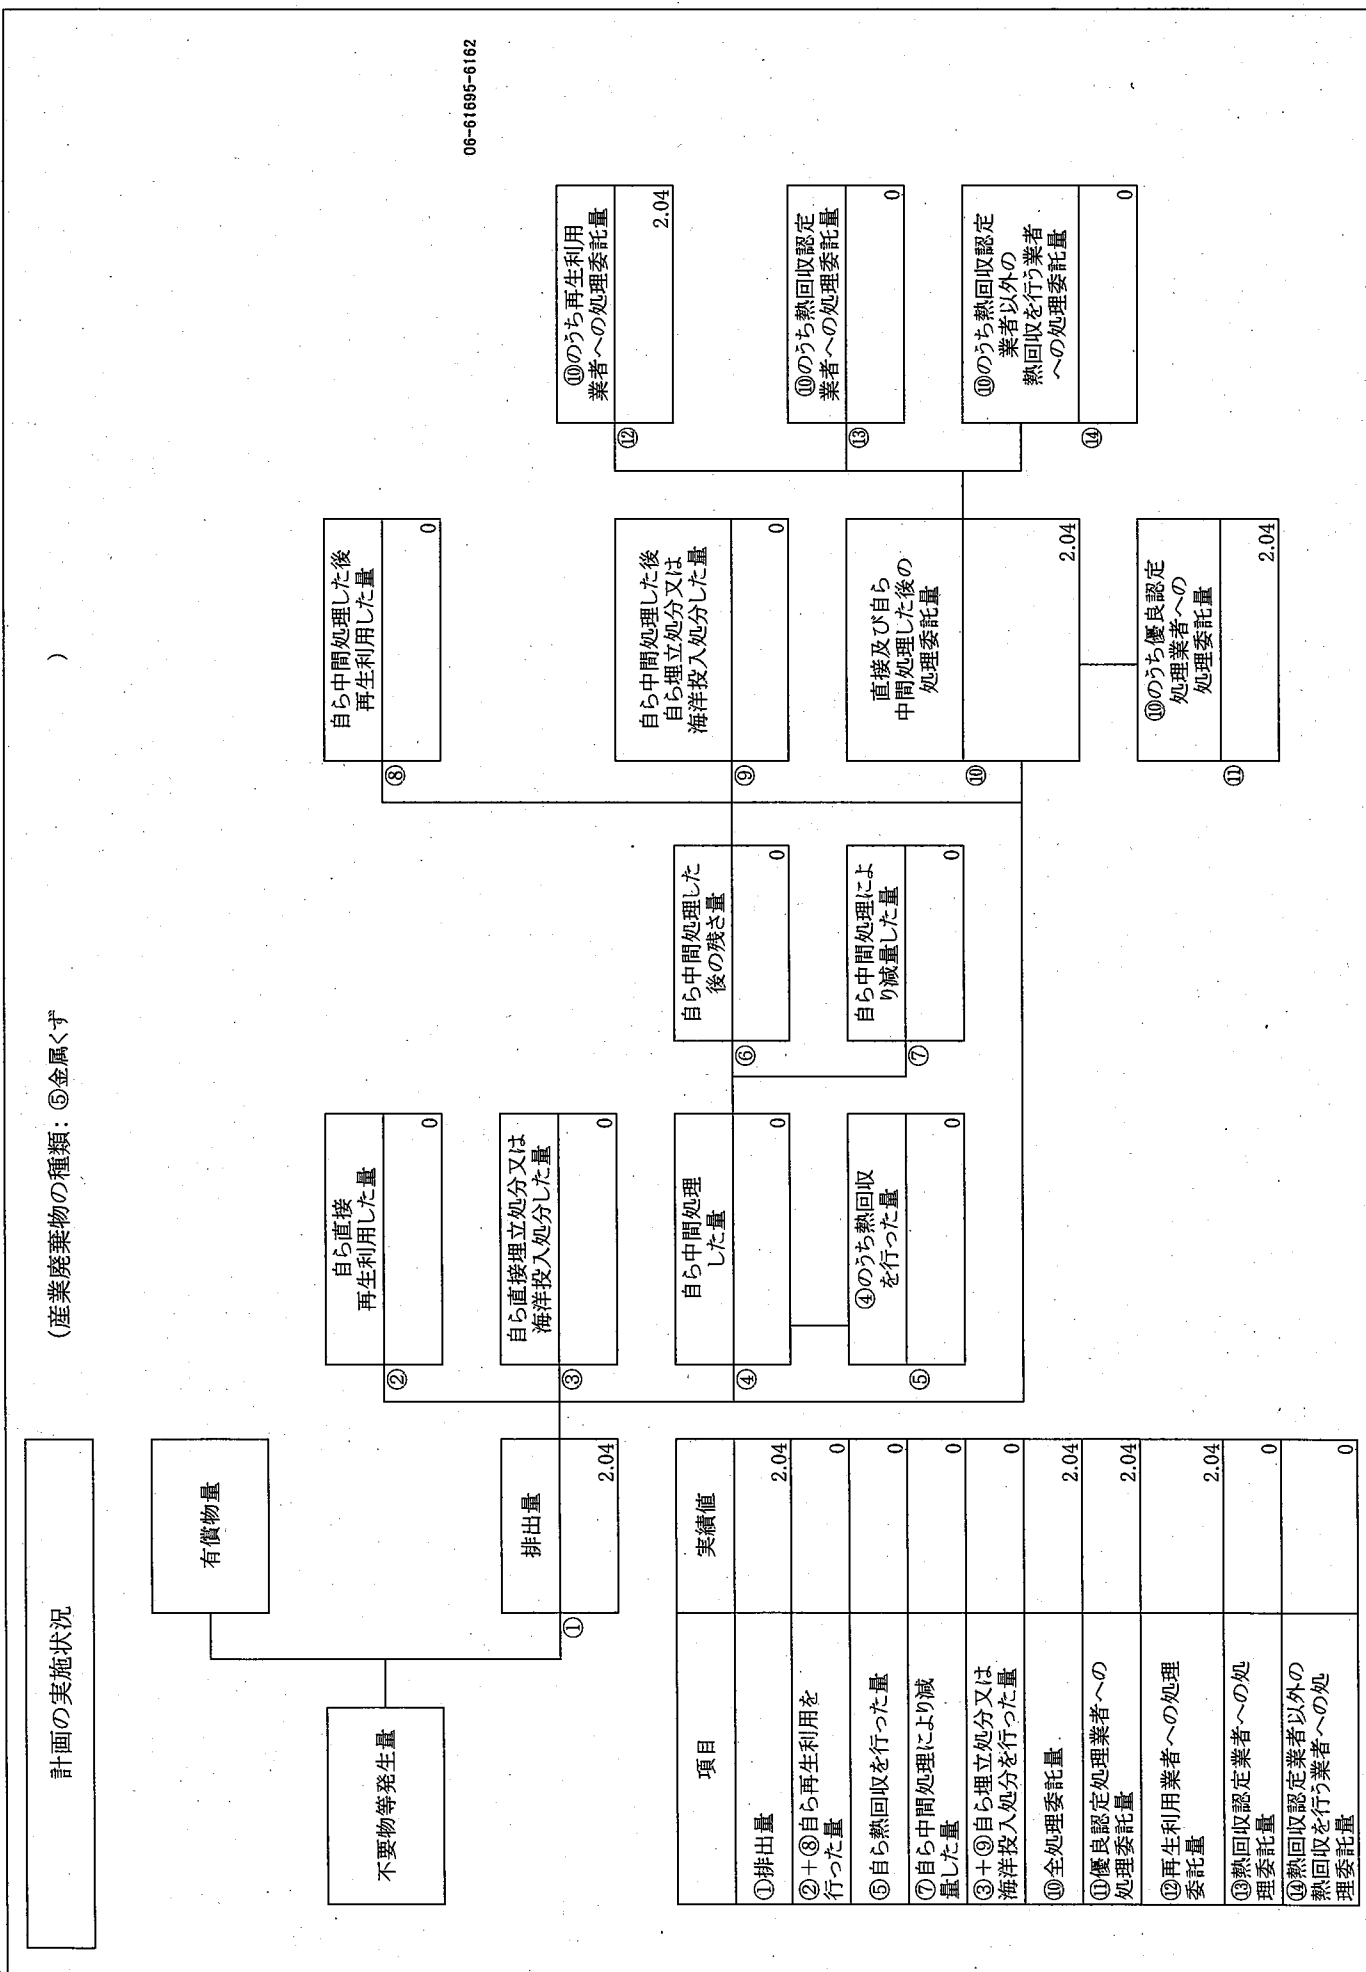 計画の実施状況
(産業廃棄物の種類：⑤金属くず )
06-61695-6162
不要物等発生量
有償物量
①
排出量
2.04
②
自ら直接
再生利用した量
0
③
自ら直接埋立処分又は
海洋投入処分した量
0
④
自ら中間処理
した量
0
⑤
④のうち熱回収
を行った量
0
⑥
自ら中間処理した
後の残さ量
0
⑦
自ら中間処理によ
り減量した量
0
⑧
自ら中間処理した後
再生利用した量
0
⑨
自ら中間処理した後
自ら埋立処分又は
海洋投入処分した量
0
⑩
直接及び自ら
中間処理した後の
処理委託量
2.04
⑪
⑩のうち優良認定
処理業者への
処理委託量
2.04
⑫
⑩のうち再生利用
業者への処理委託量
2.04
⑬
⑩のうち熱回収認定
業者への処理委託量
0
⑭
⑩のうち熱回収認定
業者以外の
熱回収を行う業者
への処理委託量
0
項目 実績値
①排出量 2.04
②＋⑧自ら再生利用を
行った量 0
⑤自ら熱回収を行った量 0
⑦自ら中間処理により減
量した量 0
③＋⑨自ら埋立処分又は
海洋投入処分を行った量 0
⑩全処理委託量 2.04
⑪優良認定処理業者への
処理委託量 2.04
⑫再生利用業者への処理
委託量 2.04
⑬熱回収認定業者への処
理委託量 0
⑭熱回収認定業者以外の
熱回収を行う業者への処
理委託量 0